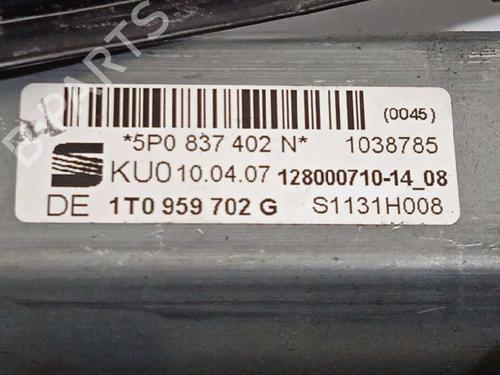 (0045)
*5P0 837 402 N* 1038785
KU0 10.04.07 128000710-14_08
DE 1T0 959 702 G S1131H008
B-PARTS